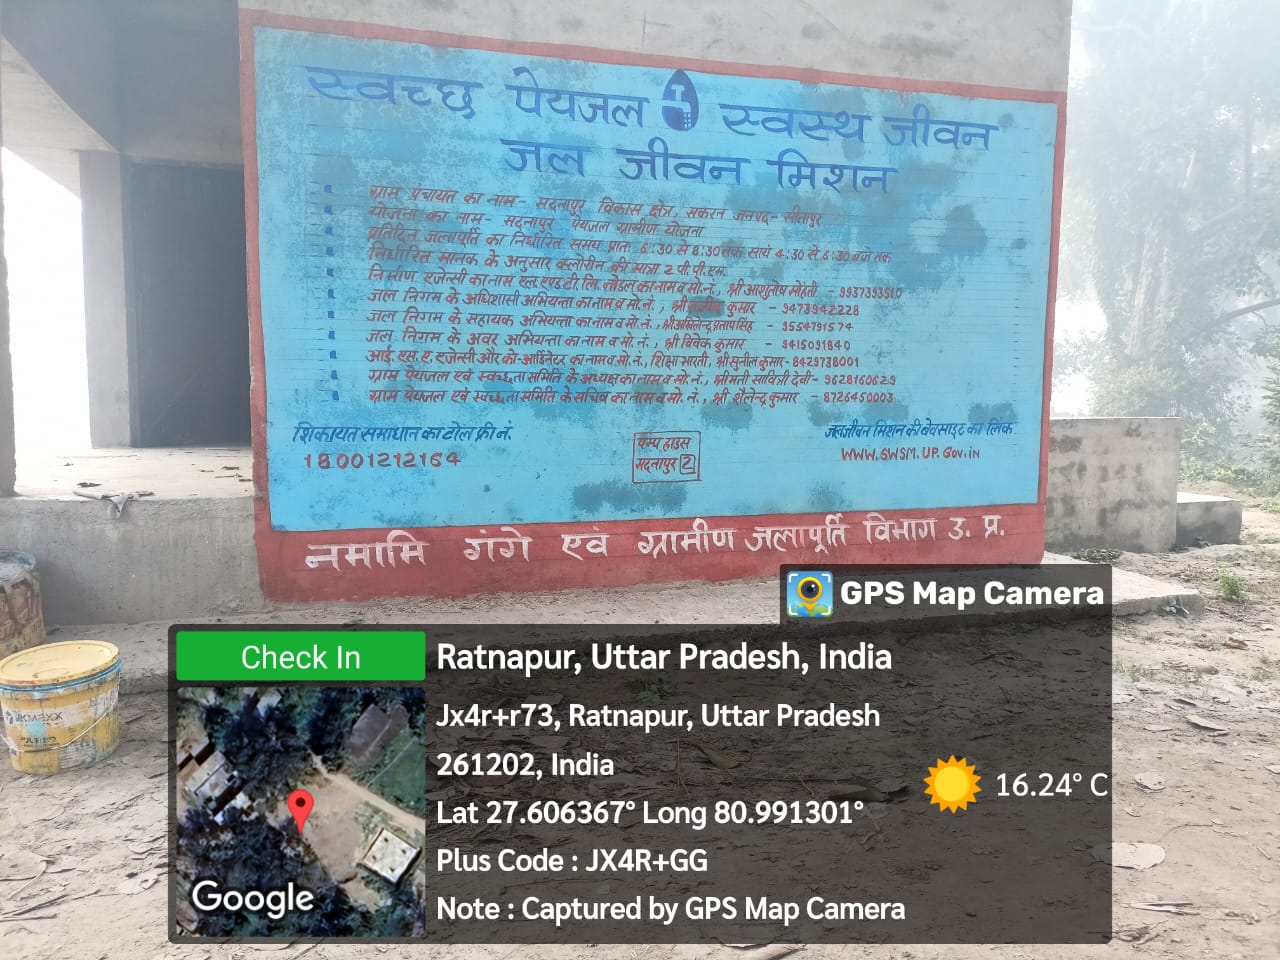 स्वच्छ पेयजल स्वस्थ जीवन
जल जीवन मिशन
ग्राम पंचायत का नाम- मदनापुर विकास क्षेत्र, सकरन जनपद- सीतापुर
योजना का नाम- मदनापुर पेयजल ग्रामीण योजना
प्रतिदिन जलापूर्ति का निर्धारित समय प्रातः 6:30 से 8:30 तक सायं 4:30 से 6:30 बजे तक
निर्धारित मानक के अनुसार क्लोरीन की मात्रा 2 पी.पी.एम.
निर्माण एजेन्सी का नाम एल.एण्ड.टी.लि. नोडल का नाम व मो.नं., श्री आशुतोष मोहंती - 9937393510
जल निगम के अधिशासी अभियन्ता का नाम व मो. नं. , श्री कुमार - 9473942228
जल निगम के सहायक अभियन्ता का नाम व मो. नं. , श्री अखिलेन्द्र प्रताप सिंह - 9554791574
जल निगम के अवर अभियन्ता का नाम व मो. नं. , श्री विवेक कुमार - 9415091840
आई. एस. ए. एजेन्सी और को-आर्डिनेटर का नाम व मो. नं., शिक्षा भारती, श्री सुनील कुमार- 8429738001
ग्राम पेयजल एवं स्वच्छता समिति के अध्यक्ष का नाम व मो. नं., श्रीमती सावित्री देवी- 9628160629
ग्राम पेयजल एवं स्वच्छता समिति के सचिव का नाम व मो. नं., श्री शैलेन्द्र कुमार - 8726450003
शिकायत समाधान का टोल फ्री नं.
18001212164
पम्प हाउस
मदनापुर 2
जल जीवन मिशन की वेबसाइट का लिंक
WWW.SWSM.UP.Gov.iN
नमामि गंगे एवं ग्रामीण जलापूर्ति विभाग उ. प्र.
GPS Map Camera
Check In
Ratnapur, Uttar Pradesh, India
Jx4r+r73, Ratnapur, Uttar Pradesh
261202, India
Lat 27.606367° Long 80.991301°
Plus Code : JX4R+GG
Note : Captured by GPS Map Camera
16.24° C
Google